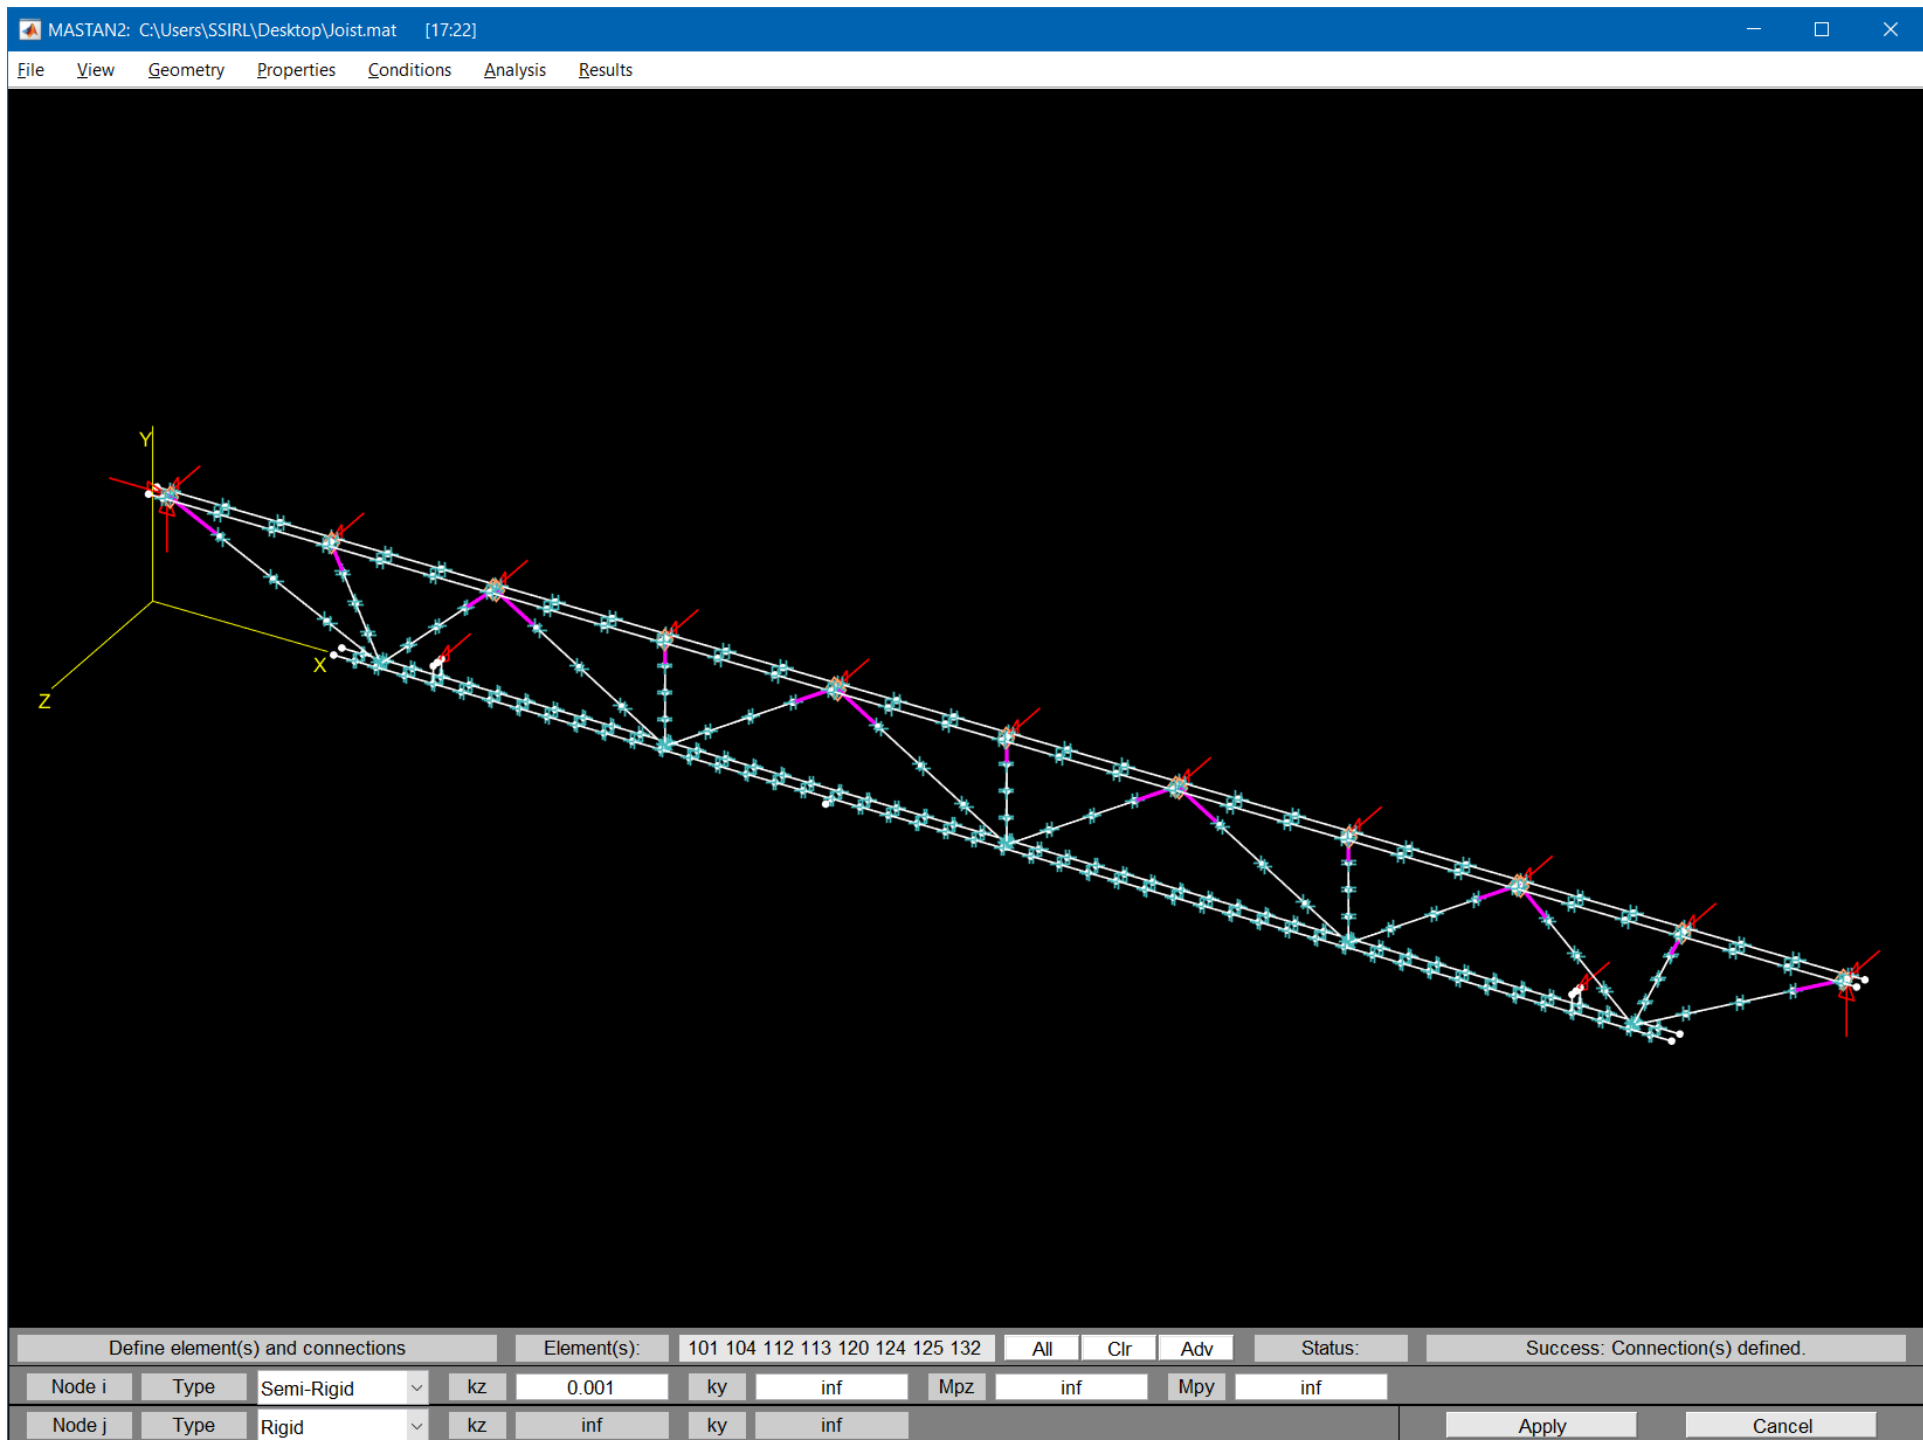 MASTAN2: C:\Users\SSIRL\Desktop\Joist.mat [17:22]
File View Geometry Properties Conditions Analysis Results
Y
X
Z
Define element(s) and connections Element(s): 101 104 112 113 120 124 125 132 All Clr Adv Status: Success: Connection(s) defined.
Node i Type Semi-Rigid kz 0.001 ky inf Mpz inf Mpy inf
Node j Type Rigid kz inf ky inf Apply Cancel